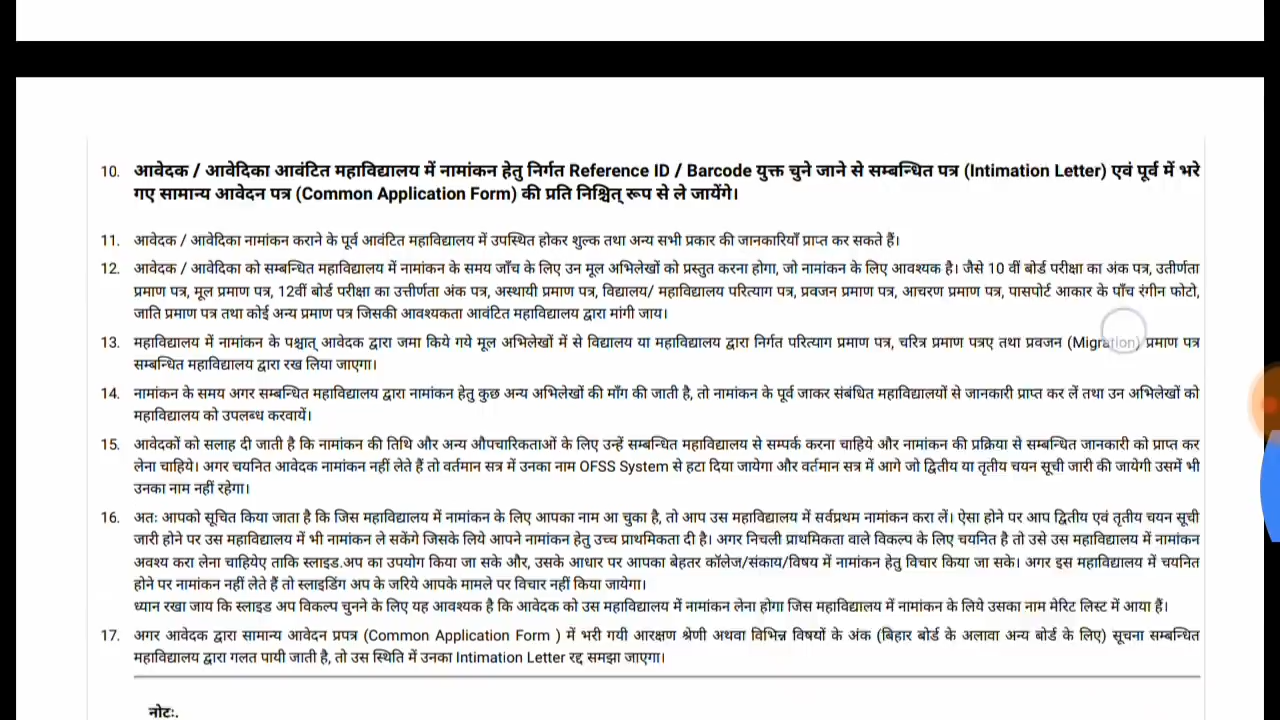 10. आवेदक / आवेदिका आवंटित महाविद्यालय में नामांकन हेतु निर्गत Reference ID / Barcode युक्त चुने जाने से सम्बन्धित पत्र (Intimation Letter) एवं पूर्व में भरे
गए सामान्य आवेदन पत्र (Common Application Form) की प्रति निश्चित् रूप से ले जायेंगे।
11. आवेदक / आवेदिका नामांकन कराने के पूर्व आवंटित महाविद्यालय में उपस्थित होकर शुल्क तथा अन्य सभी प्रकार की जानकारियाँ प्राप्त कर सकते हैं।
12. आवेदक / आवेदिका को सम्बन्धित महाविद्यालय में नामांकन के समय जाँच के लिए उन मूल अभिलेखों को प्रस्तुत करना होगा, जो नामांकन के लिए आवश्यक है। जैसे 10 वीं बोर्ड परीक्षा का अंक पत्र, उतीर्णता
प्रमाण पत्र, मूल प्रमाण पत्र, 12वीं बोर्ड परीक्षा का उत्तीर्णता अंक पत्र, अस्थायी प्रमाण पत्र, विद्यालय/ महाविद्यालय परित्याग पत्र, प्रवजन प्रमाण पत्र, आचरण प्रमाण पत्र, पासपोर्ट आकार के पाँच रंगीन फोटो,
जाति प्रमाण पत्र तथा कोई अन्य प्रमाण पत्र जिसकी आवश्यकता आवंटित महाविद्यालय द्वारा मांगी जाय।
13. महाविद्यालय में नामांकन के पश्चात् आवेदक द्वारा जमा किये गये मूल अभिलेखों में से विद्यालय या महाविद्यालय द्वारा निर्गत परित्याग प्रमाण पत्र, चरित्र प्रमाण पत्रए तथा प्रवजन (Migration) प्रमाण पत्र
सम्बन्धित महाविद्यालय द्वारा रख लिया जाएगा।
14. नामांकन के समय अगर सम्बन्धित महाविद्यालय द्वारा नामांकन हेतु कुछ अन्य अभिलेखों की माँग की जाती है, तो नामांकन के पूर्व जाकर संबंधित महाविद्यालयों से जानकारी प्राप्त कर लें तथा उन अभिलेखों को
महाविद्यालय को उपलब्ध करवायें।
15. आवेदकों को सलाह दी जाती है कि नामांकन की तिथि और अन्य औपचारिकताओं के लिए उन्हें सम्बन्धित महाविद्यालय से सम्पर्क करना चाहिये और नामांकन की प्रक्रिया से सम्बन्धित जानकारी को प्राप्त कर
लेना चाहिये। अगर चयनित आवेदक नामांकन नहीं लेते हैं तो वर्तमान सत्र में उनका नाम OFSS System से हटा दिया जायेगा और वर्तमान सत्र में आगे जो द्वितीय या तृतीय चयन सूची जारी की जायेगी उसमें भी
उनका नाम नहीं रहेगा।
16. अतः आपको सूचित किया जाता है कि जिस महाविद्यालय में नामांकन के लिए आपका नाम आ चुका है, तो आप उस महाविद्यालय में सर्वप्रथम नामांकन करा लें। ऐसा होने पर आप द्वितीय एवं तृतीय चयन सूची
जारी होने पर उस महाविद्यालय में भी नामांकन ले सकेंगे जिसके लिये आपने नामांकन हेतु उच्च प्राथमिकता दी है। अगर निचली प्राथमिकता वाले विकल्प के लिए चयनित है तो उसे उस महाविद्यालय में नामांकन
अवश्य करा लेना चाहियेए ताकि स्लाइड.अप का उपयोग किया जा सके और, उसके आधार पर आपका बेहतर कॉलेज/संकाय/विषय में नामांकन हेतु विचार किया जा सके। अगर इस महाविद्यालय में चयनित
होने पर नामांकन नहीं लेते हैं तो स्लाइडिंग अप के जरिये आपके मामले पर विचार नहीं किया जायेगा।
ध्यान रखा जाय कि स्लाइड अप विकल्प चुनने के लिए यह आवश्यक है कि आवेदक को उस महाविद्यालय में नामांकन लेना होगा जिस महाविद्यालय में नामांकन के लिये उसका नाम मेरिट लिस्ट में आया हैं।
17. अगर आवेदक द्वारा सामान्य आवेदन प्रपत्र (Common Application Form ) में भरी गयी आरक्षण श्रेणी अथवा विभिन्न विषयों के अंक (बिहार बोर्ड के अलावा अन्य बोर्ड के लिए) सूचना सम्बन्धित
महाविद्यालय द्वारा गलत पायी जाती है, तो उस स्थिति में उनका Intimation Letter रद्द समझा जाएगा।
नोटः.